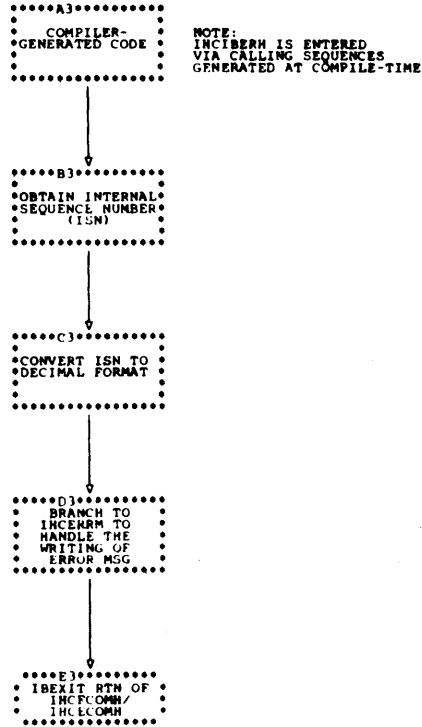 A3
COMPILER-
GENERATED CODE
NOTE:
INCIBERH IS ENTERED
VIA CALLING SEQUENCES
GENERATED AT COMPILE-TIME
B3
OBTAIN INTERNAL
SEQUENCE NUMBER
(ISN)
C3
CONVERT ISN TO
DECIMAL FORMAT
D3
BRANCH TO
IHCERRM TO
HANDLE THE
WRITING OF
ERROR MSG
E3
IBEXIT RTN OF
IHCFCOMH/
IHCECOMH